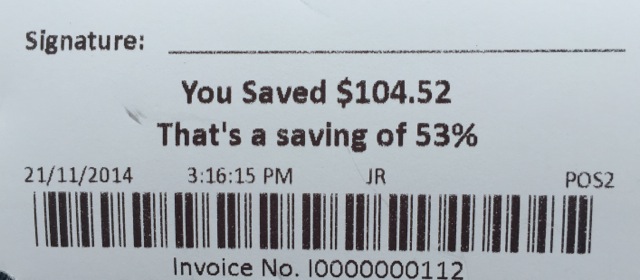 Signature:
You Saved $104.52
That's a saving of 53%
21/11/2014 3:16:15 PM JR POS2
Invoice No. I0000000112